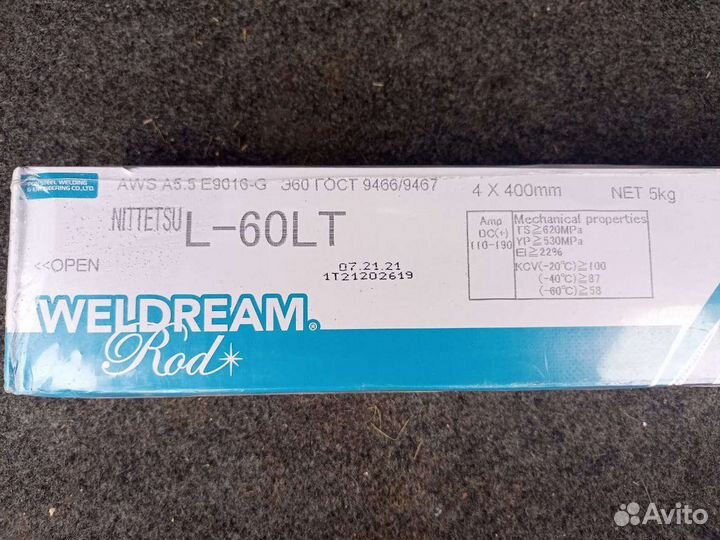 AWS A5.5 E9016-G Э60 ГОСТ 9466/9467 4 X 400mm NET 5kg
STEEL WELDING
& ENGINEERING CO.,LTD.
NITTETSU L-60LT
<<OPEN
07.21.21
1T21202619
Amp
DC(+)
110-190
Mechanical properties
TS≧620MPa
YP≧530MPa
El≧22%
KCV(-20℃)≧100
(-40℃)≧87
(-60℃)≧58
WELDREAM®
Rod
Avito